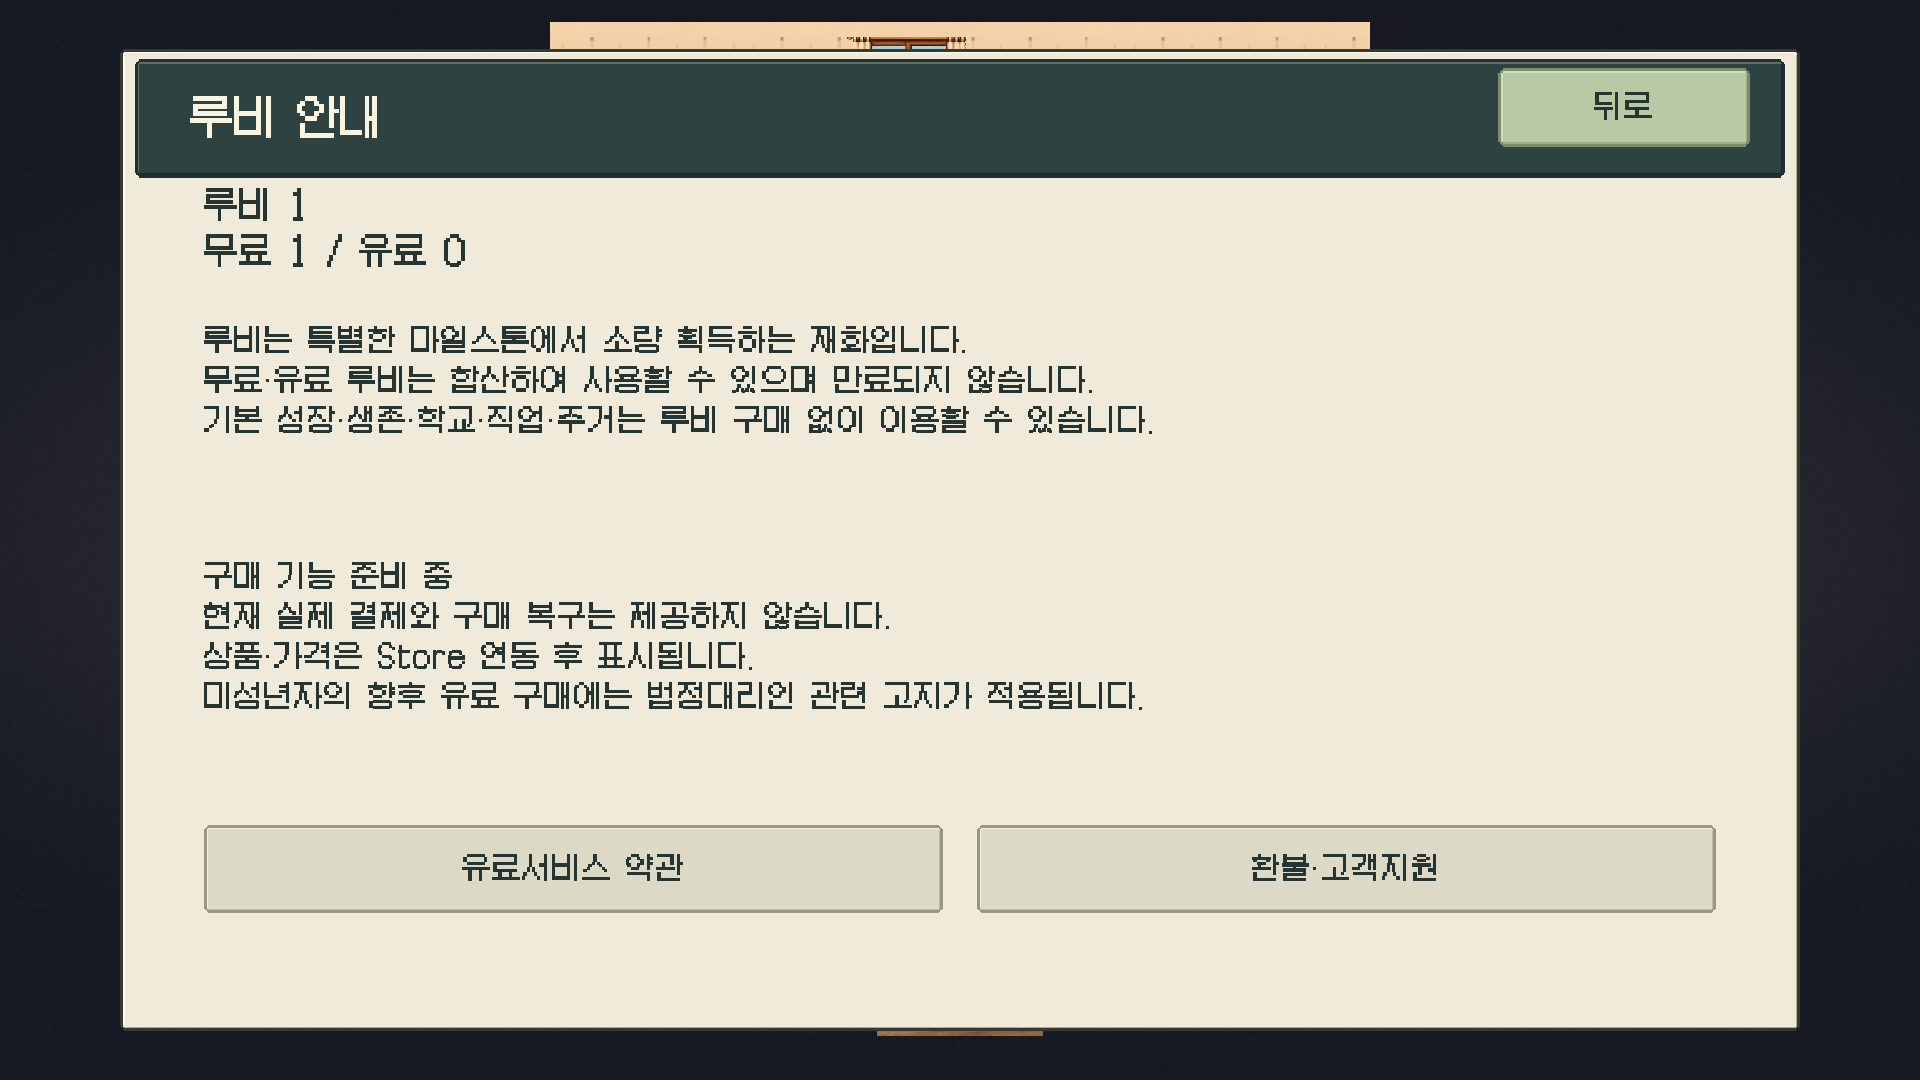 루비 안내
뒤로
루비 1
무료 1 / 유료 0
루비는 특별한 마일스톤에서 소량 획득하는 재화입니다.
무료·유료 루비는 합산하여 사용할 수 있으며 만료되지 않습니다.
기본 성장·생존·학교·직업·주거는 루비 구매 없이 이용할 수 있습니다.
구매 기능 준비 중
현재 실제 결제와 구매 복구는 제공하지 않습니다.
상품·가격은 Store 연동 후 표시됩니다.
미성년자의 향후 유료 구매에는 법정대리인 관련 고지가 적용됩니다.
유료서비스 약관
환불·고객지원